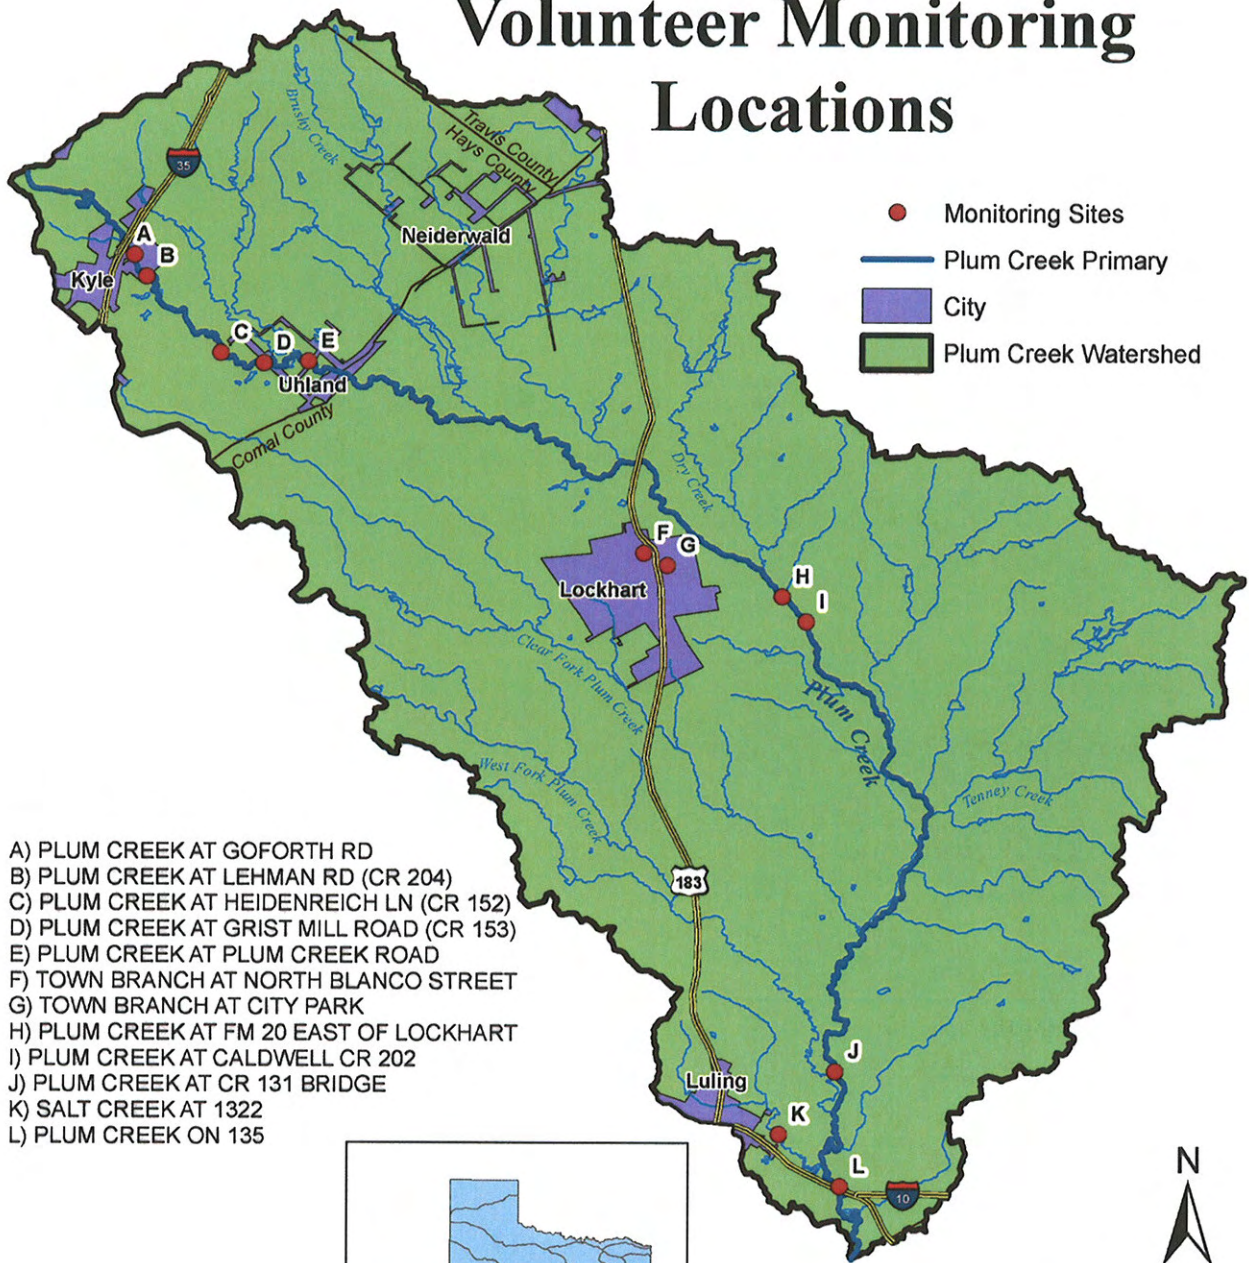 Volunteer Monitoring
Locations
Monitoring Sites
Plum Creek Primary
City
Plum Creek Watershed
Brushy Creek
Travis County
Hays County
35
A
B
Neiderwald
Kyle
C
D
E
Uhland
Comal County
Dry Creek
F
G
Lockhart
H
I
Clear Fork Plum Creek
Plum Creek
West Fork Plum Creek
Tenney Creek
183
A) PLUM CREEK AT GOFORTH RD
B) PLUM CREEK AT LEHMAN RD (CR 204)
C) PLUM CREEK AT HEIDENREICH LN (CR 152)
D) PLUM CREEK AT GRIST MILL ROAD (CR 153)
E) PLUM CREEK AT PLUM CREEK ROAD
F) TOWN BRANCH AT NORTH BLANCO STREET
G) TOWN BRANCH AT CITY PARK
H) PLUM CREEK AT FM 20 EAST OF LOCKHART
I) PLUM CREEK AT CALDWELL CR 202
J) PLUM CREEK AT CR 131 BRIDGE
K) SALT CREEK AT 1322
L) PLUM CREEK ON 135
J
Luling
K
L
10
N